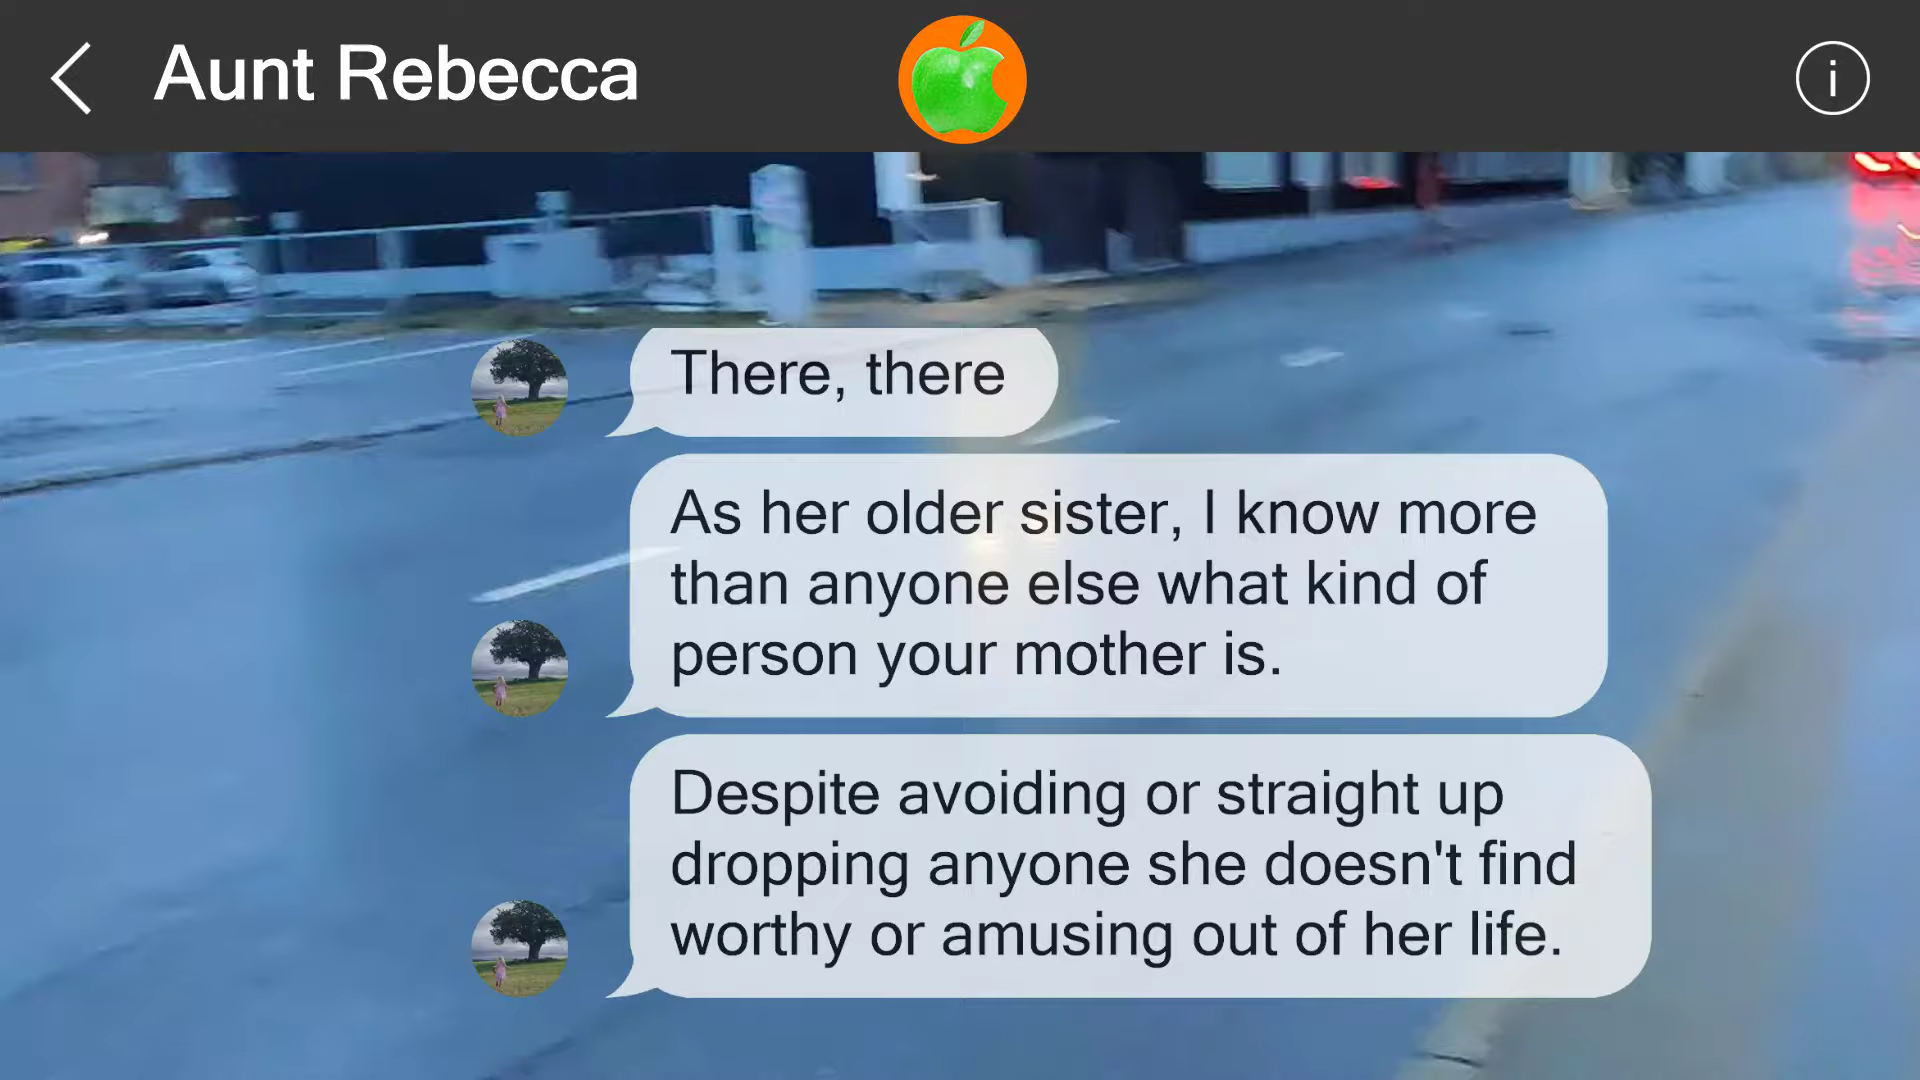 Aunt Rebecca
There, there
As her older sister, I know more
than anyone else what kind of
person your mother is.
Despite avoiding or straight up
dropping anyone she doesn't find
worthy or amusing out of her life.